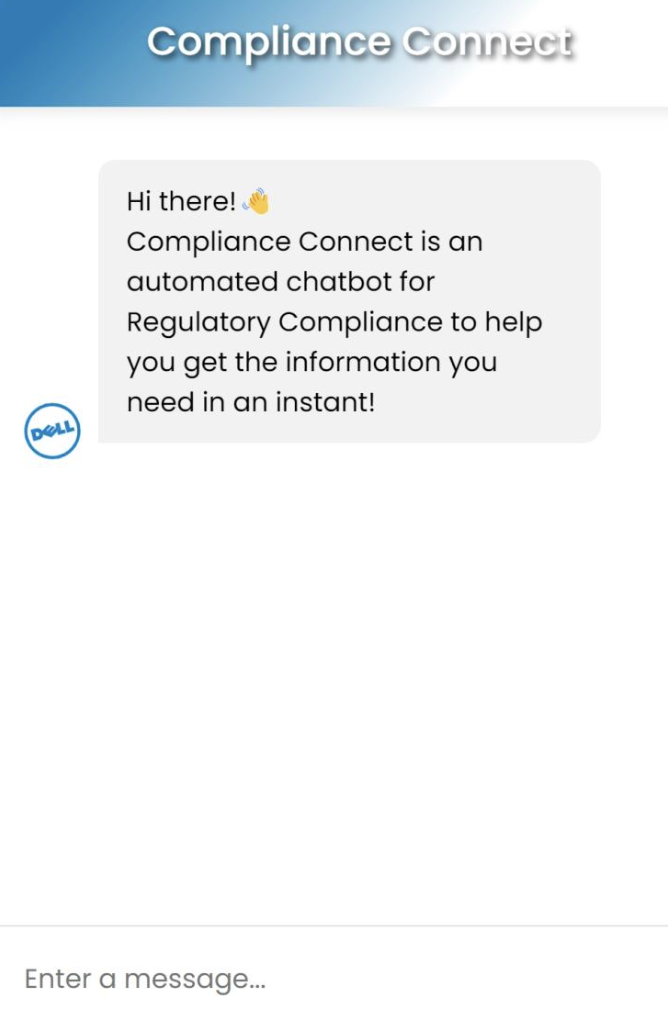 Compliance Connect
Hi there! 👋
Compliance Connect is an
automated chatbot for
Regulatory Compliance to help
you get the information you
need in an instant!
DELL
Enter a message...